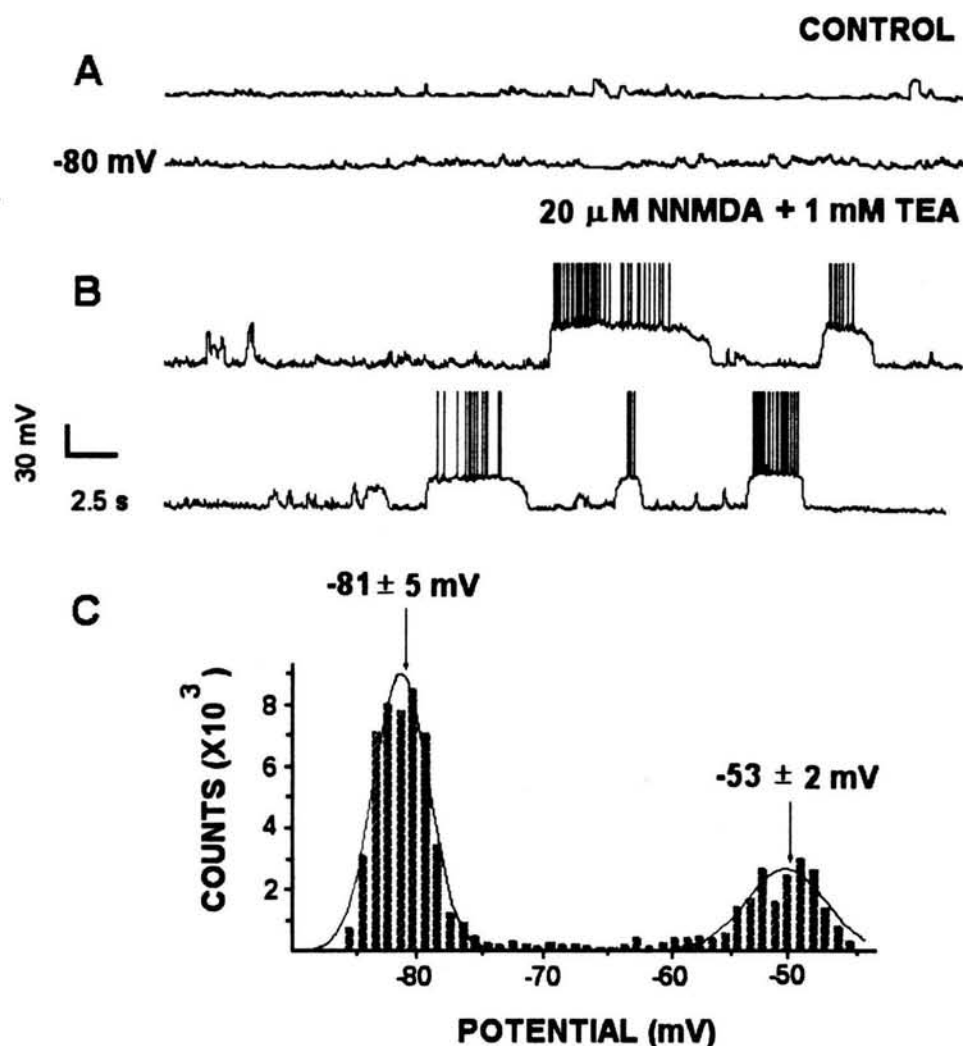 CONTROL
A
-80 mV
20 μM NNMDA + 1 mM TEA
B
30 mV
2.5 s
C
-81 ± 5 mV
-53 ± 2 mV
COUNTS (X10³)
8
6
4
2
-80
-70
-60
-50
POTENTIAL (mV)